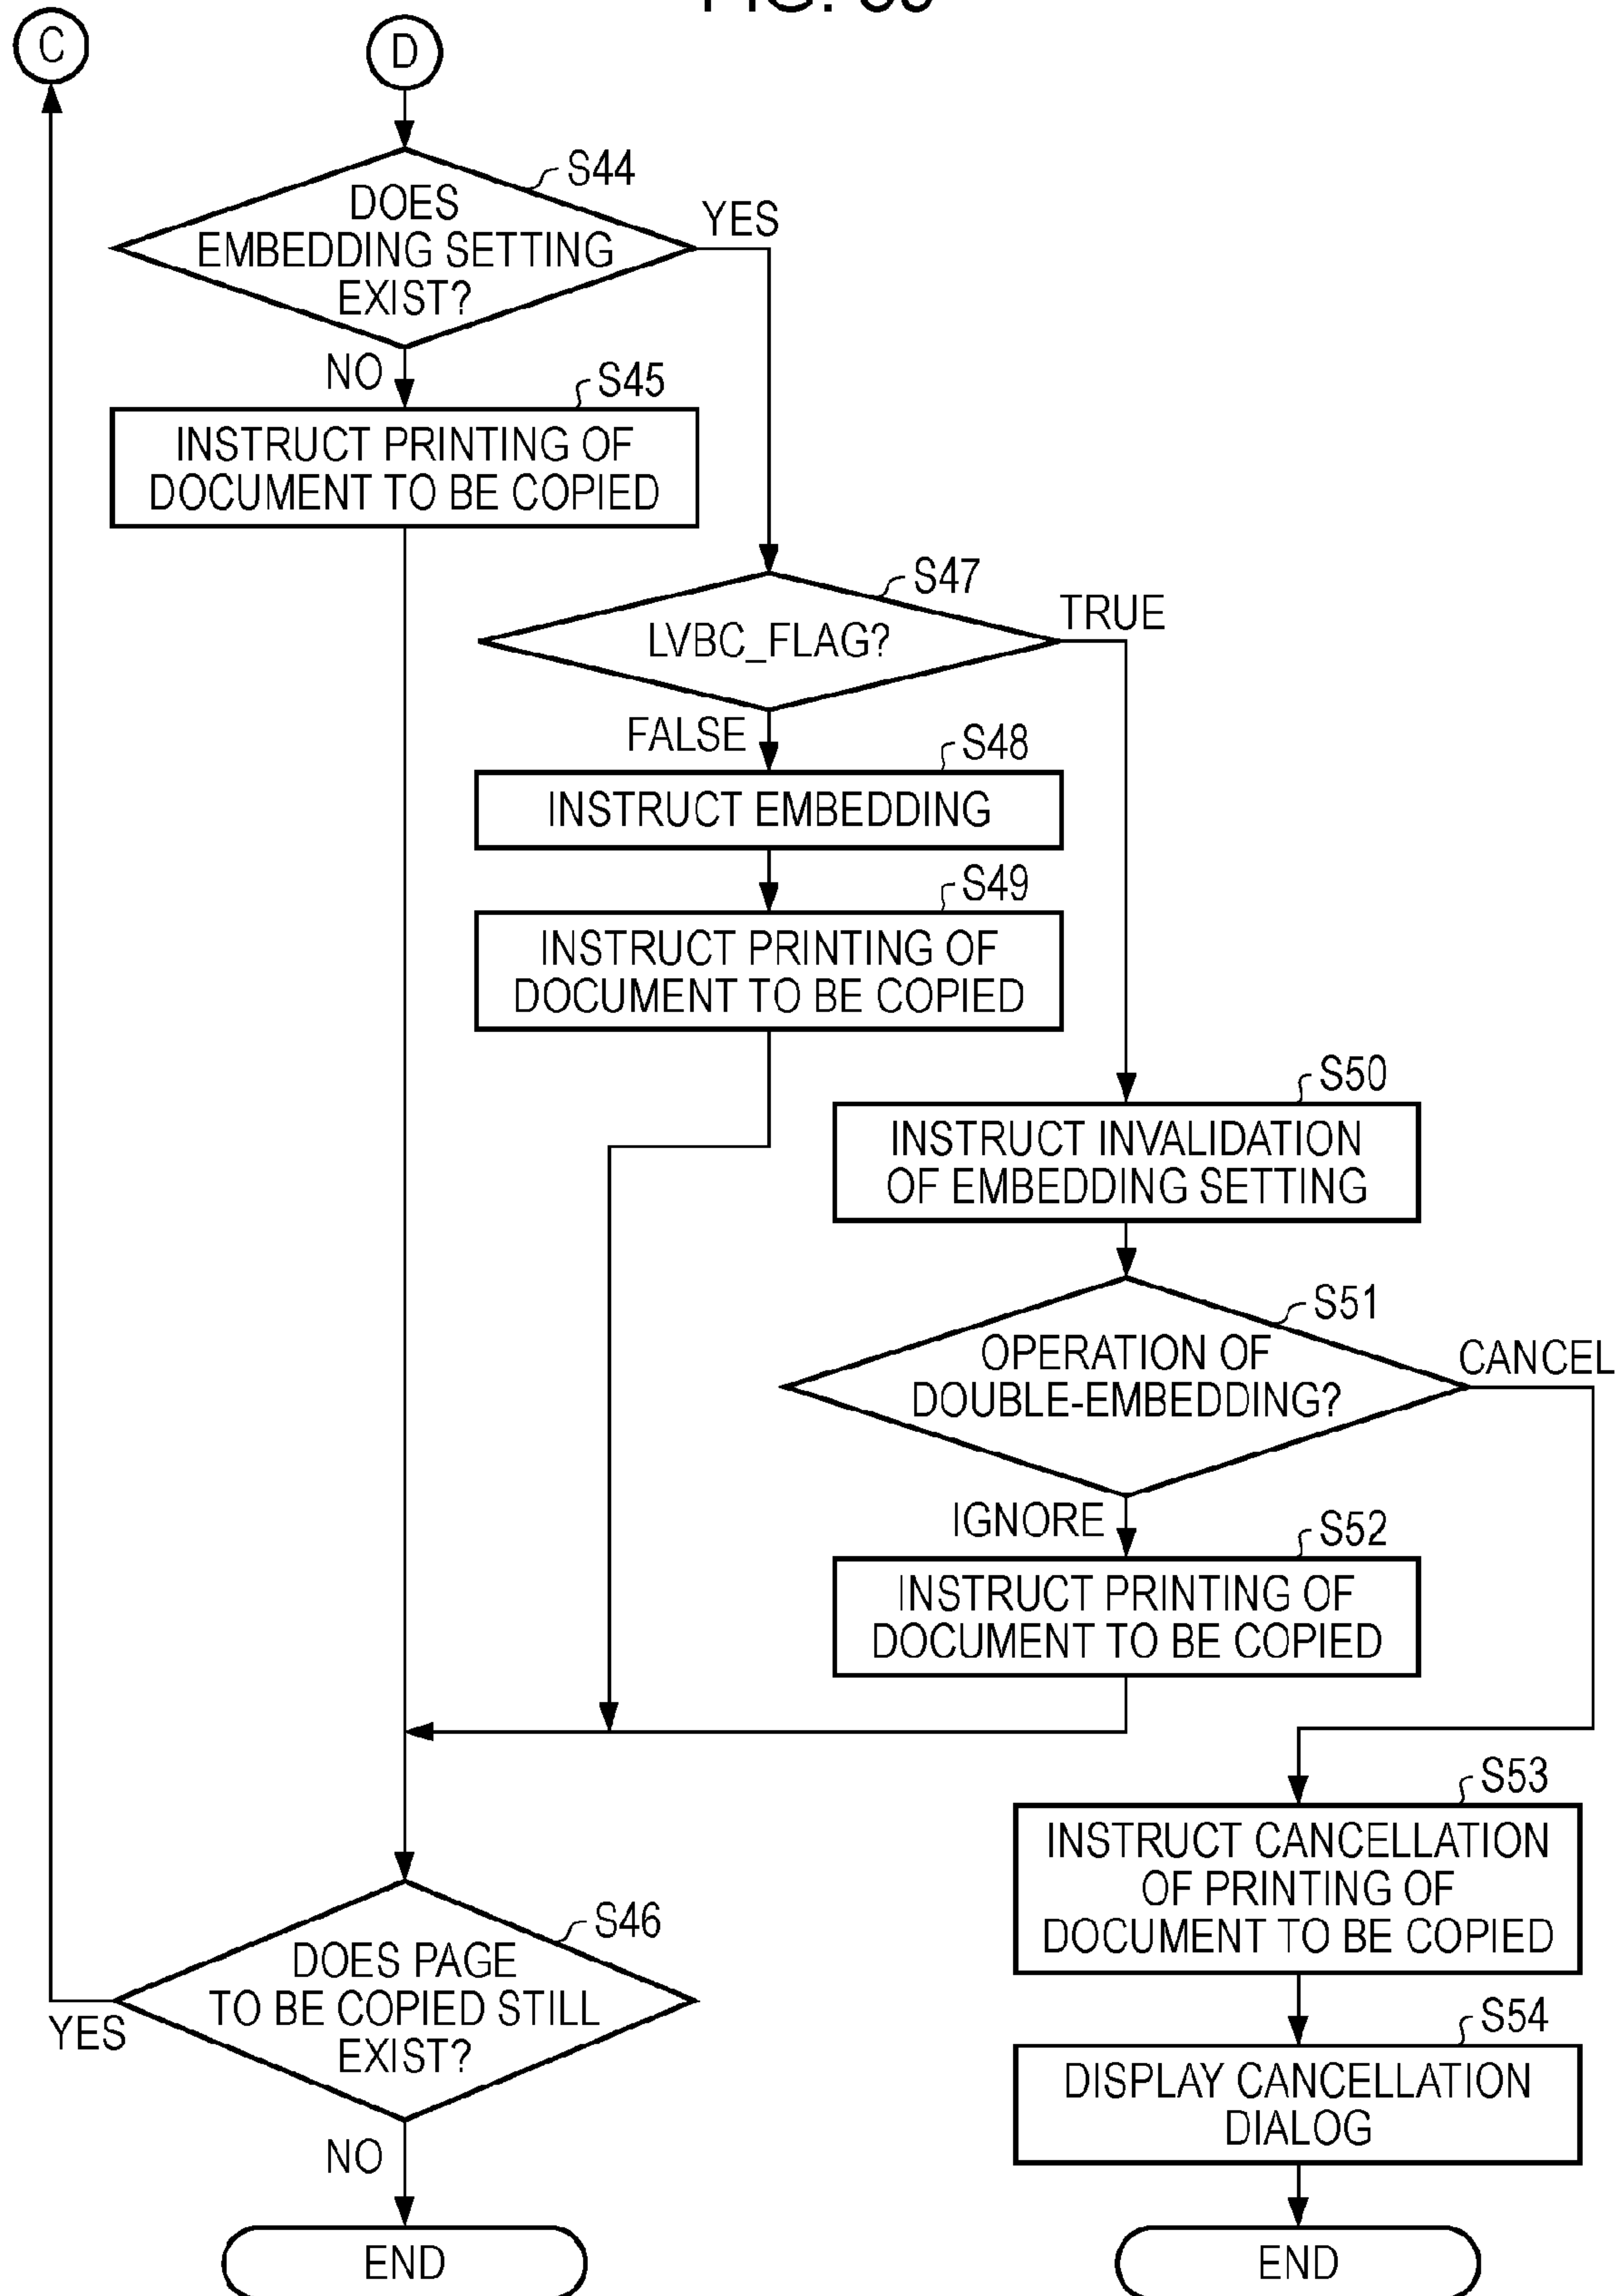 C
D
S44
DOES
EMBEDDING SETTING
EXIST?
YES
NO
S45
INSTRUCT PRINTING OF
DOCUMENT TO BE COPIED
S47
LVBC_FLAG?
TRUE
FALSE
S48
INSTRUCT EMBEDDING
S49
INSTRUCT PRINTING OF
DOCUMENT TO BE COPIED
S50
INSTRUCT INVALIDATION
OF EMBEDDING SETTING
S51
OPERATION OF
DOUBLE-EMBEDDING?
CANCEL
IGNORE
S52
INSTRUCT PRINTING OF
DOCUMENT TO BE COPIED
S53
INSTRUCT CANCELLATION
OF PRINTING OF
DOCUMENT TO BE COPIED
S46
DOES PAGE
TO BE COPIED STILL
EXIST?
YES
NO
S54
DISPLAY CANCELLATION
DIALOG
END
END